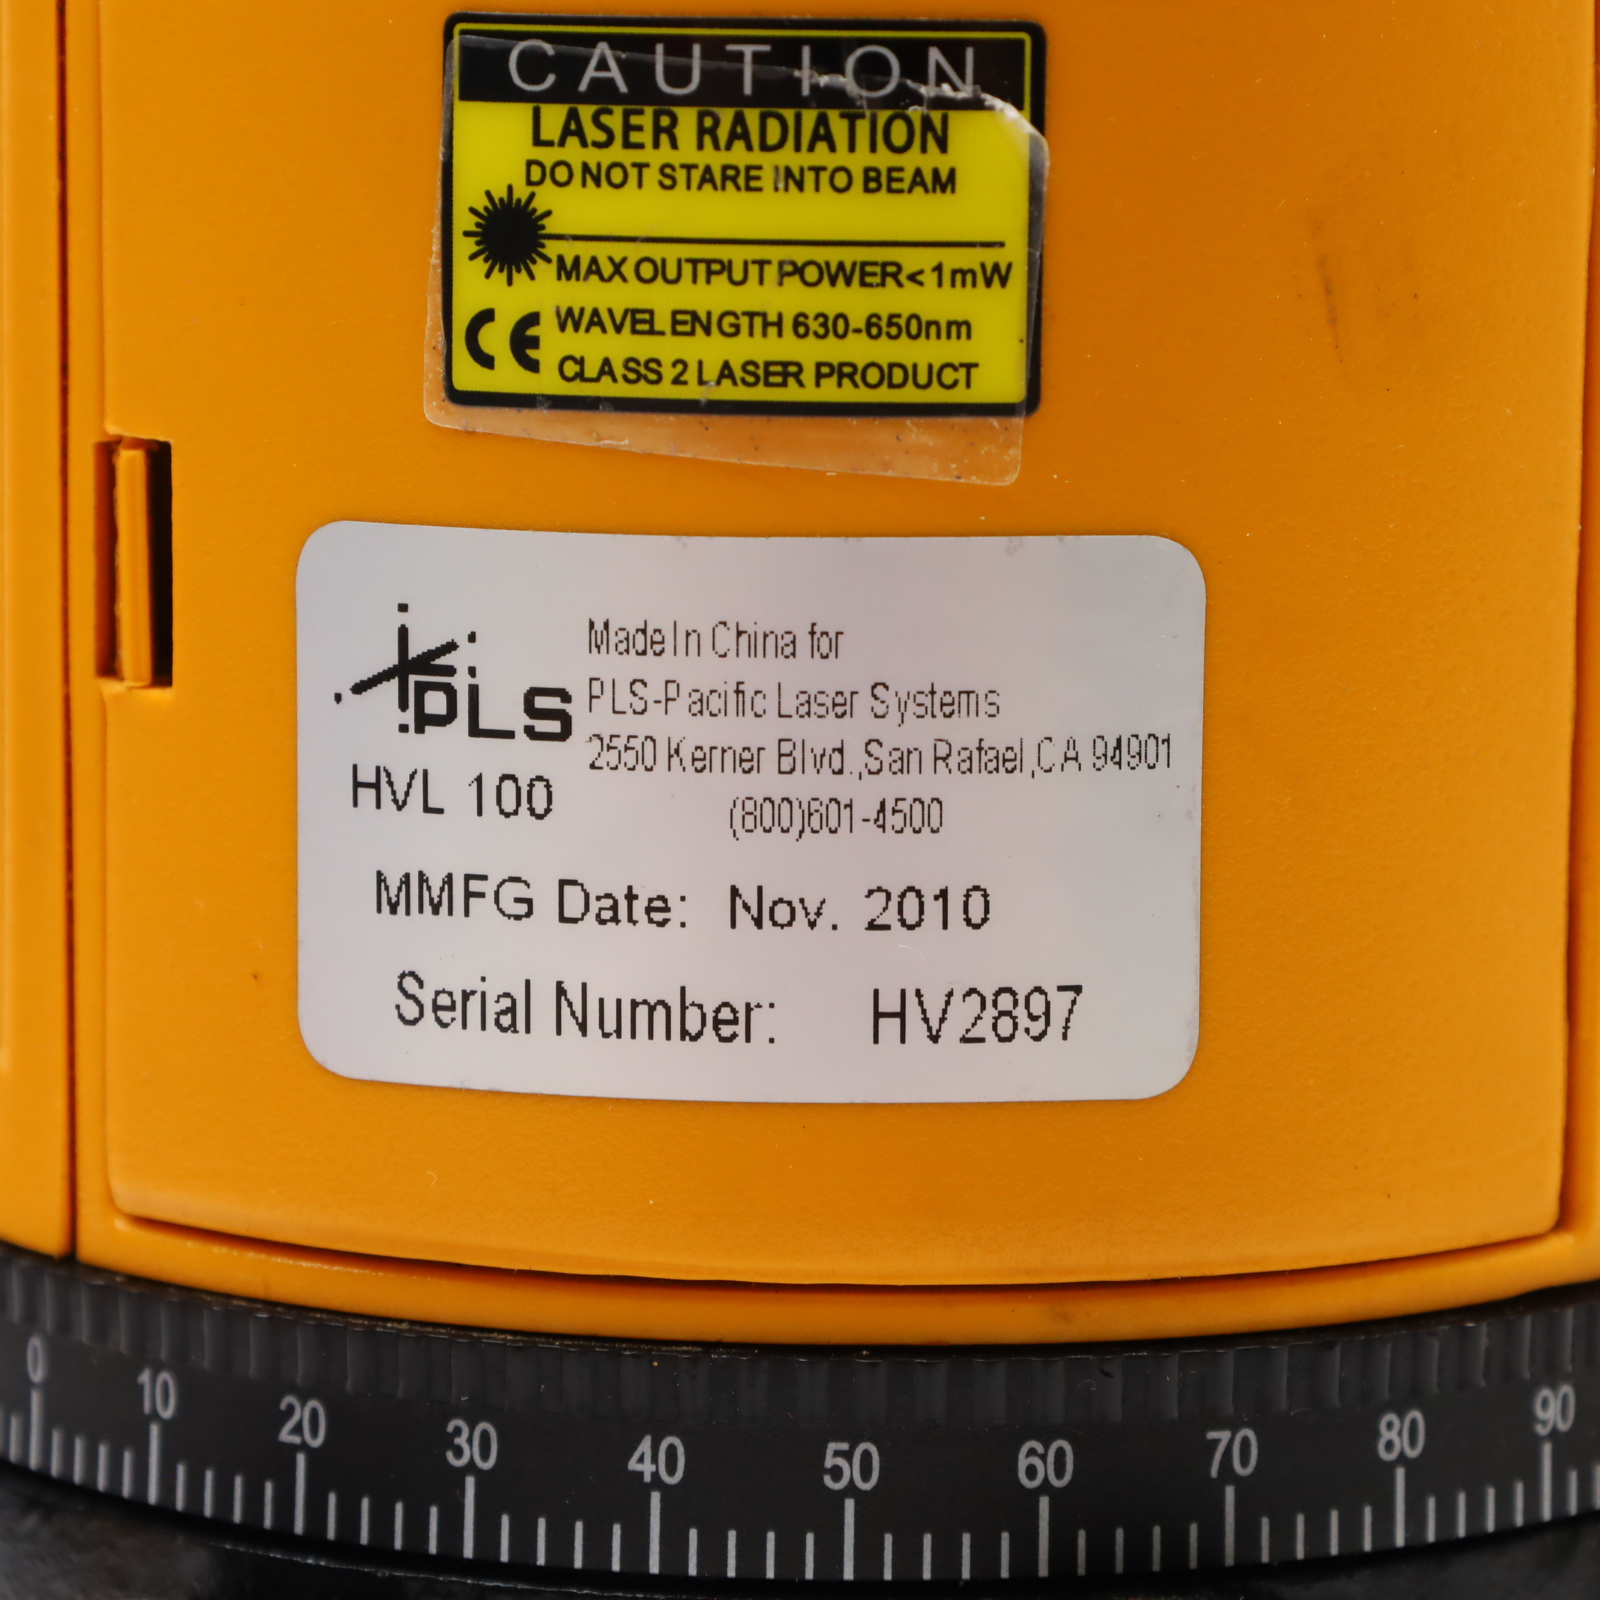 CAUTION
LASER RADIATION
DO NOT STARE INTO BEAM
MAX OUTPUT POWER<1mW
CE WAVELENGTH 630-650nm
CLASS 2 LASER PRODUCT
PLS
HVL 100
Made In China for
PLS-Pacific Laser Systems
2550 Kerner Blvd.,San Rafael,CA 94901
(800)601-4500
MMFG Date: Nov. 2010
Serial Number: HV2897
0 10 20 30 40 50 60 70 80 90